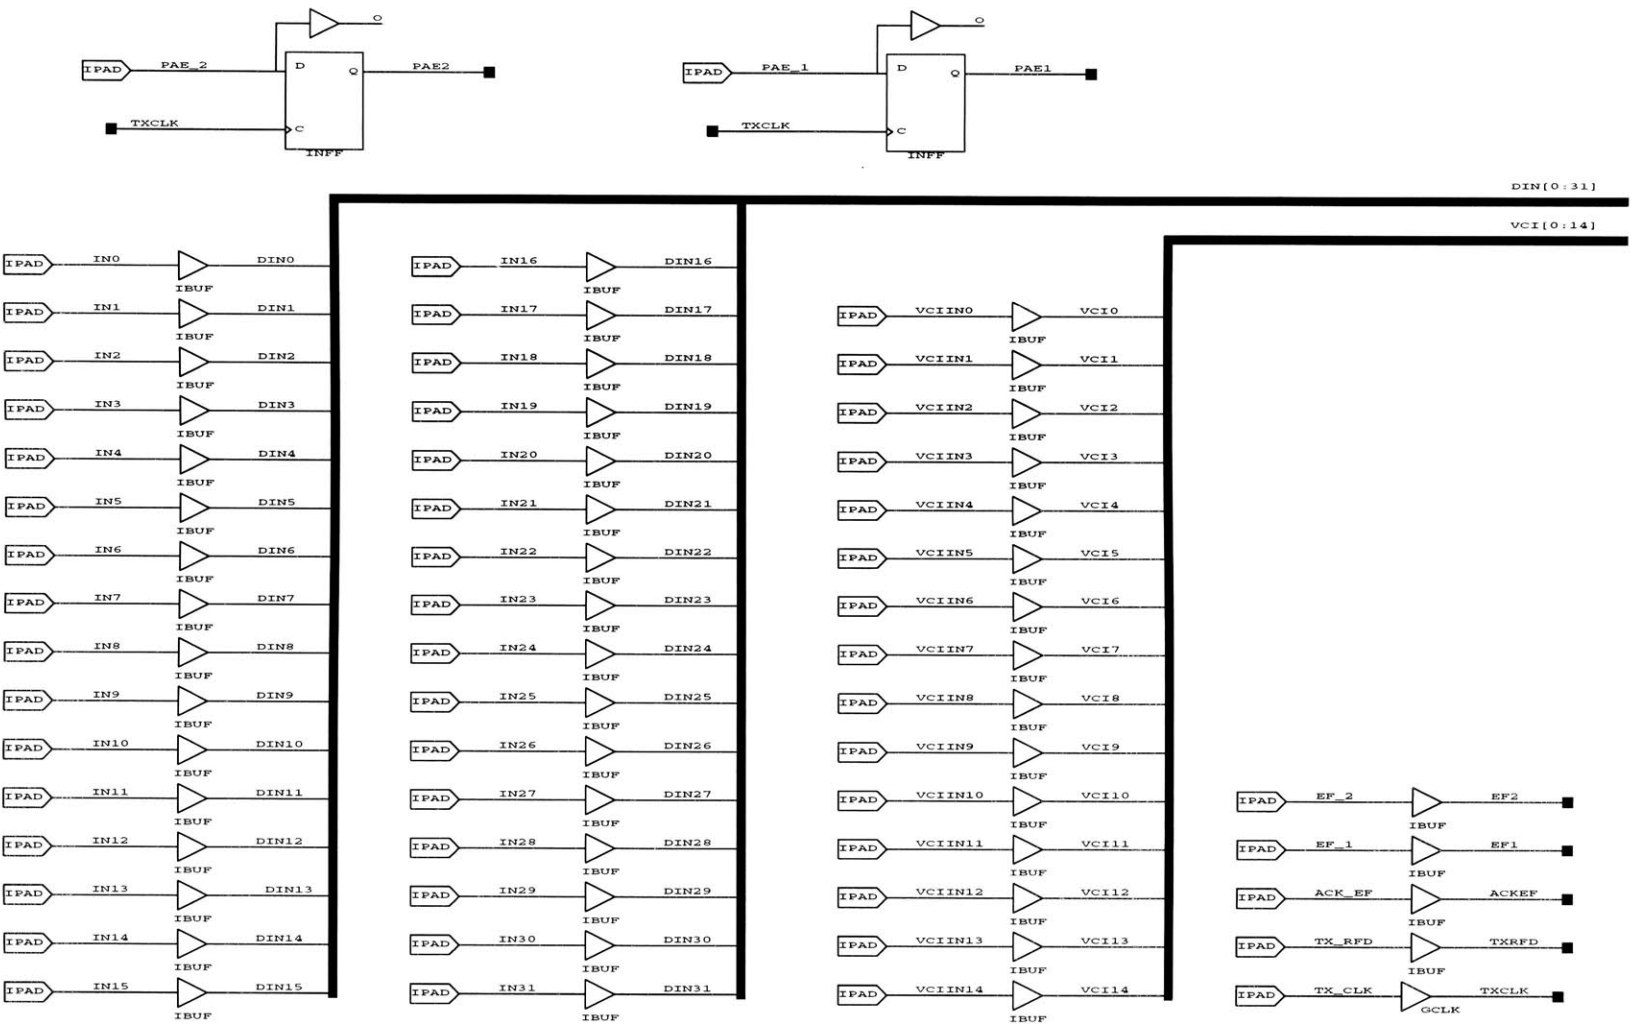 O O
IPAD PAE_2 D Q PAE2 IPAD PAE_1 D Q PAE1
TXCLK C TXCLK C
INFF INFF
DIN[0:31]
VCI[0:14]
IPAD IN0 DIN0
IBUF
IPAD IN1 DIN1
IBUF
IPAD IN2 DIN2
IBUF
IPAD IN3 DIN3
IBUF
IPAD IN4 DIN4
IBUF
IPAD IN5 DIN5
IBUF
IPAD IN6 DIN6
IBUF
IPAD IN7 DIN7
IBUF
IPAD IN8 DIN8
IBUF
IPAD IN9 DIN9
IBUF
IPAD IN10 DIN10
IBUF
IPAD IN11 DIN11
IBUF
IPAD IN12 DIN12
IBUF
IPAD IN13 DIN13
IBUF
IPAD IN14 DIN14
IBUF
IPAD IN15 DIN15
IBUF
IPAD IN16 DIN16
IBUF
IPAD IN17 DIN17
IBUF
IPAD IN18 DIN18
IBUF
IPAD IN19 DIN19
IBUF
IPAD IN20 DIN20
IBUF
IPAD IN21 DIN21
IBUF
IPAD IN22 DIN22
IBUF
IPAD IN23 DIN23
IBUF
IPAD IN24 DIN24
IBUF
IPAD IN25 DIN25
IBUF
IPAD IN26 DIN26
IBUF
IPAD IN27 DIN27
IBUF
IPAD IN28 DIN28
IBUF
IPAD IN29 DIN29
IBUF
IPAD IN30 DIN30
IBUF
IPAD IN31 DIN31
IBUF
IPAD VCIIN0 VCI0
IBUF
IPAD VCIIN1 VCI1
IBUF
IPAD VCIIN2 VCI2
IBUF
IPAD VCIIN3 VCI3
IBUF
IPAD VCIIN4 VCI4
IBUF
IPAD VCIIN5 VCI5
IBUF
IPAD VCIIN6 VCI6
IBUF
IPAD VCIIN7 VCI7
IBUF
IPAD VCIIN8 VCI8
IBUF
IPAD VCIIN9 VCI9
IBUF
IPAD VCIIN10 VCI10
IBUF
IPAD VCIIN11 VCI11
IBUF
IPAD VCIIN12 VCI12
IBUF
IPAD VCIIN13 VCI13
IBUF
IPAD VCIIN14 VCI14
IBUF
IPAD EF_2 EF2
IBUF
IPAD EF_1 EF1
IBUF
IPAD ACK_EF ACKEF
IBUF
IPAD TX_RFD TXRFD
IBUF
IPAD TX_CLK TXCLK
GCLK